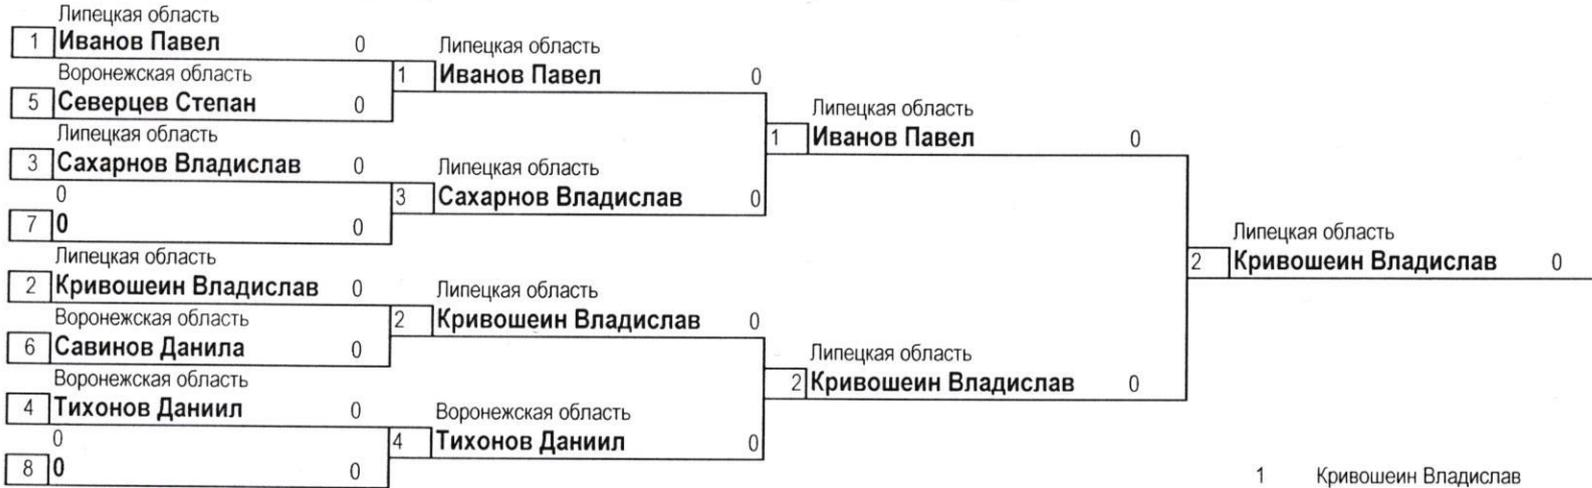 Липецкая область
1 Иванов Павел 0
Воронежская область
5 Северцев Степан 0
Липецкая область
3 Сахарнов Владислав 0
0
7 0 0
Липецкая область
2 Кривошеин Владислав 0
Воронежская область
6 Савинов Данила 0
Воронежская область
4 Тихонов Даниил 0
0
8 0 0
Липецкая область
1 Иванов Павел 0
Липецкая область
3 Сахарнов Владислав 0
Липецкая область
2 Кривошеин Владислав 0
Воронежская область
4 Тихонов Даниил 0
Липецкая область
1 Иванов Павел 0
Липецкая область
2 Кривошеин Владислав 0
Липецкая область
2 Кривошеин Владислав 0
1 Кривошеин Владислав